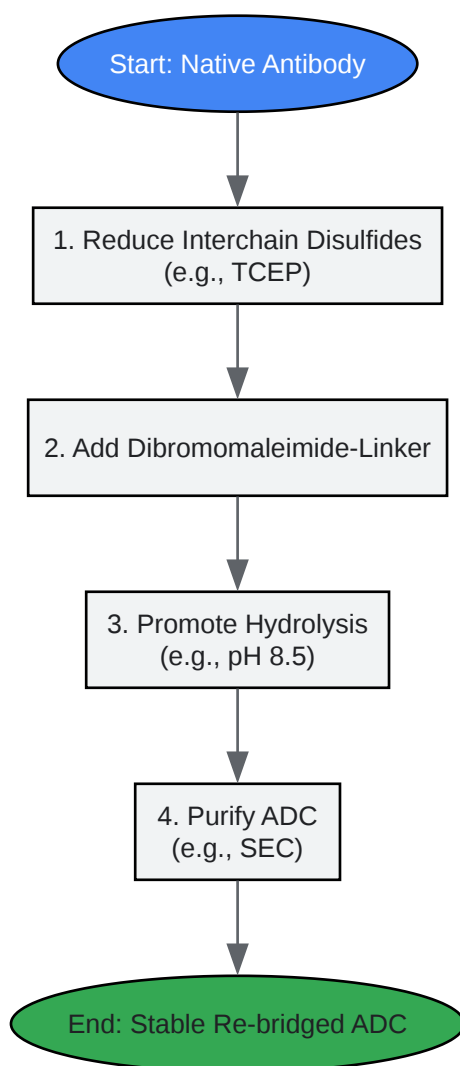 Start: Native Antibody
1. Reduce Interchain Disulfides
(e.g., TCEP)
2. Add Dibromomaleimide-Linker
3. Promote Hydrolysis
(e.g., pH 8.5)
4. Purify ADC
(e.g., SEC)
End: Stable Re-bridged ADC